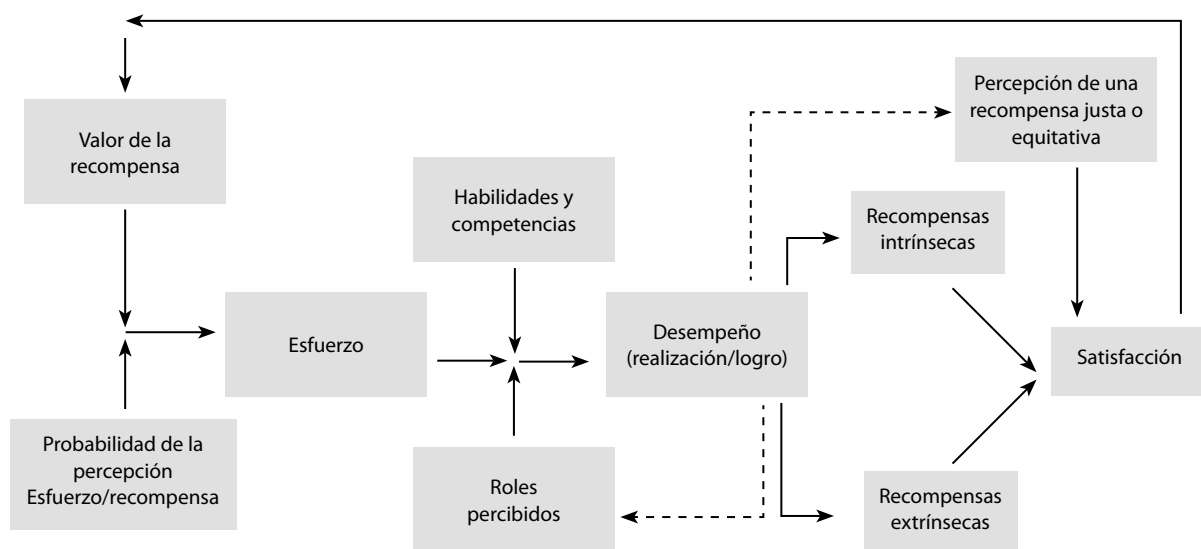 Valor de la
recompensa
Probabilidad de la
percepción
Esfuerzo/recompensa
Esfuerzo
Habilidades y
competencias
Roles
percibidos
Desempeño
(realización/logro)
Percepción de una
recompensa justa o
equitativa
Recompensas
intrínsecas
Recompensas
extrínsecas
Satisfacción